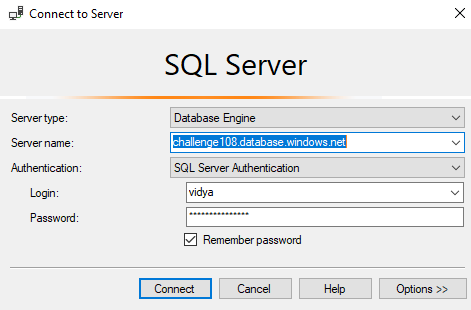 Connect to Server
SQL Server
Server type: Database Engine
Server name: challenge108.database.windows.net
Authentication: SQL Server Authentication
Login: vidya
Password: ***************
Remember password
Connect Cancel Help Options >>